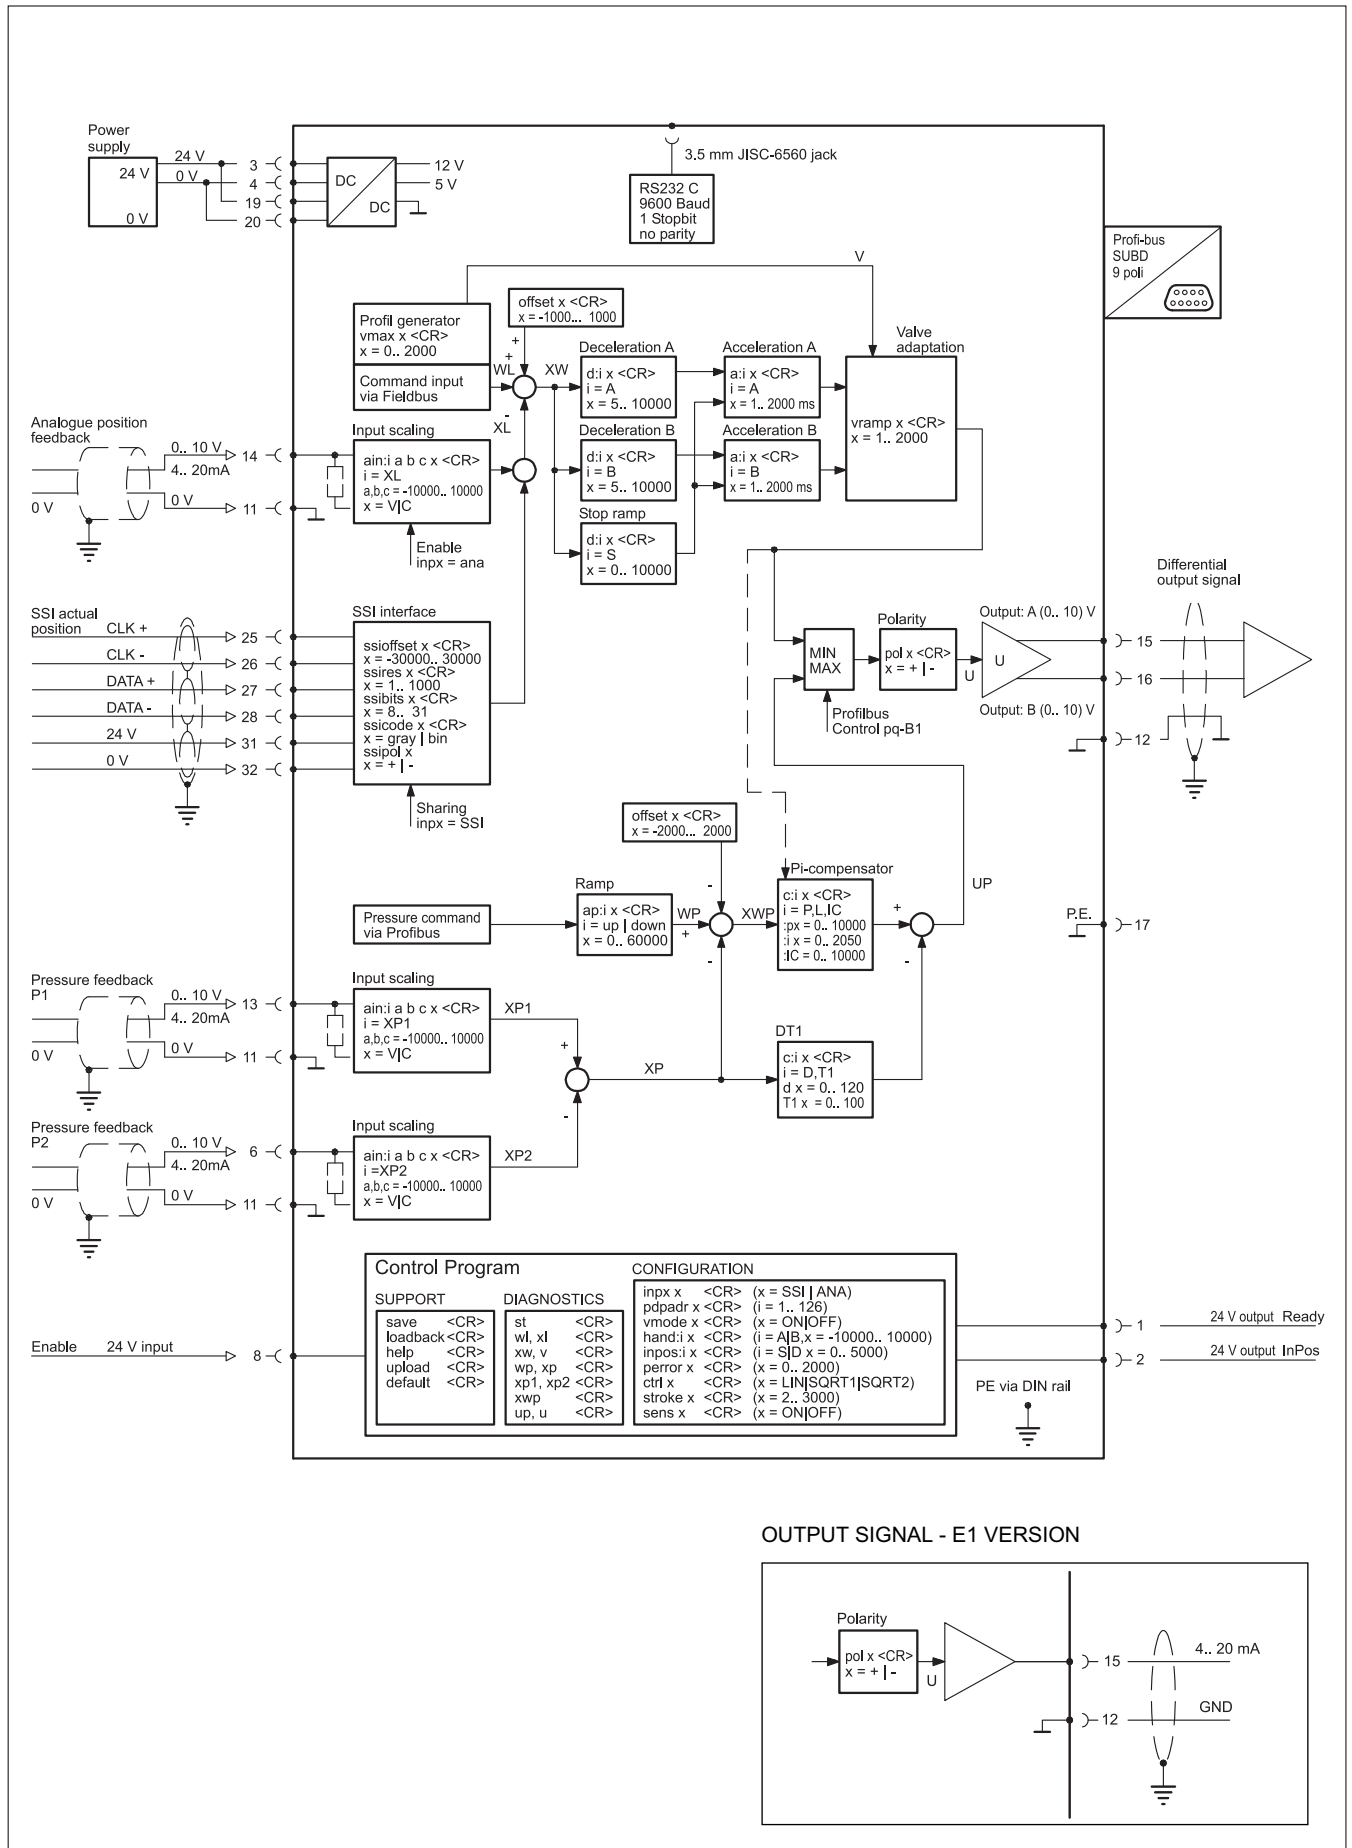 Power
supply
24 V
0 V
24 V
0 V
3
4
19
20
DC
DC
12 V
5 V
3.5 mm JISC-6560 jack
RS232 C
9600 Baud
1 Stopbit
no parity
Profi-bus
SUBD
9 poli
V
Profil generator
vmax x <CR>
x = 0.. 2000
Command input
via Fieldbus
offset x <CR>
x = -1000... 1000
+
+
WL
-
XL
XW
Deceleration A
d:i x <CR>
i = A
x = 5.. 10000
Deceleration B
d:i x <CR>
i = B
x = 5.. 10000
Stop ramp
d:i x <CR>
i = S
x = 0.. 10000
Acceleration A
a:i x <CR>
i = A
x = 1.. 2000 ms
Acceleration B
a:i x <CR>
i = B
x = 1.. 2000 ms
Valve
adaptation
vramp x <CR>
x = 1.. 2000
Analogue position
feedback
0.. 10 V
4.. 20mA
0 V
0 V
14
11
Input scaling
ain:i a b c x <CR>
i = XL
a,b,c = -10000.. 10000
x = V|C
Enable
inpx = ana
SSI actual
position
CLK +
CLK -
DATA +
DATA -
24 V
0 V
25
26
27
28
31
32
SSI interface
ssioffset x <CR>
x = -30000.. 30000
ssires x <CR>
x = 1.. 1000
ssibits x <CR>
x = 8.. 31
ssicode x <CR>
x = gray | bin
ssipol x
x = + | -
Sharing
inpx = SSI
MIN
MAX
Profilbus
Control pq-B1
Polarity
pol x <CR>
x = + | -
U
U
Output: A (0.. 10) V
Output: B (0.. 10) V
Differential
output signal
15
16
12
P.E.
17
offset x <CR>
x = -2000... 2000
Pressure command
via Profibus
Ramp
ap:i x <CR>
i = up | down
x = 0.. 60000
WP
+
-
-
XWP
Pi-compensator
c:i x <CR>
i = P,L,IC
:px = 0.. 10000
:i x = 0.. 2050
:IC = 0.. 10000
+
-
UP
Pressure feedback
P1
0.. 10 V
4.. 20mA
0 V
0 V
13
11
Input scaling
ain:i a b c x <CR>
i = XP1
a,b,c = -10000.. 10000
x = V|C
XP1
+
-
XP
DT1
c:i x <CR>
i = D,T1
d x = 0.. 120
T1 x = 0.. 100
Pressure feedback
P2
0.. 10 V
4.. 20mA
0 V
0 V
6
11
Input scaling
ain:i a b c x <CR>
i =XP2
a,b,c = -10000.. 10000
x = V|C
XP2
Control Program
SUPPORT
save <CR>
loadback <CR>
help <CR>
upload <CR>
default <CR>
DIAGNOSTICS
st <CR>
wl, xl <CR>
xw, v <CR>
wp, xp <CR>
xp1, xp2 <CR>
xwp <CR>
up, u <CR>
CONFIGURATION
inpx x <CR> (x = SSI | ANA)
pdpadr x <CR> (i = 1.. 126)
vmode x <CR> (x = ON|OFF)
hand:i x <CR> (i = A|B,x = -10000.. 10000)
inpos:i x <CR> (i = S|D x = 0.. 5000)
perror x <CR> (x = 0.. 2000)
ctrl x <CR> (x = LIN|SQRT1|SQRT2)
stroke x <CR> (x = 2.. 3000)
sens x <CR> (x = ON|OFF)
Enable 24 V input
8
1
24 V output Ready
2
24 V output InPos
PE via DIN rail
OUTPUT SIGNAL - E1 VERSION
Polarity
pol x <CR>
x = + | -
U
15
4.. 20 mA
12
GND